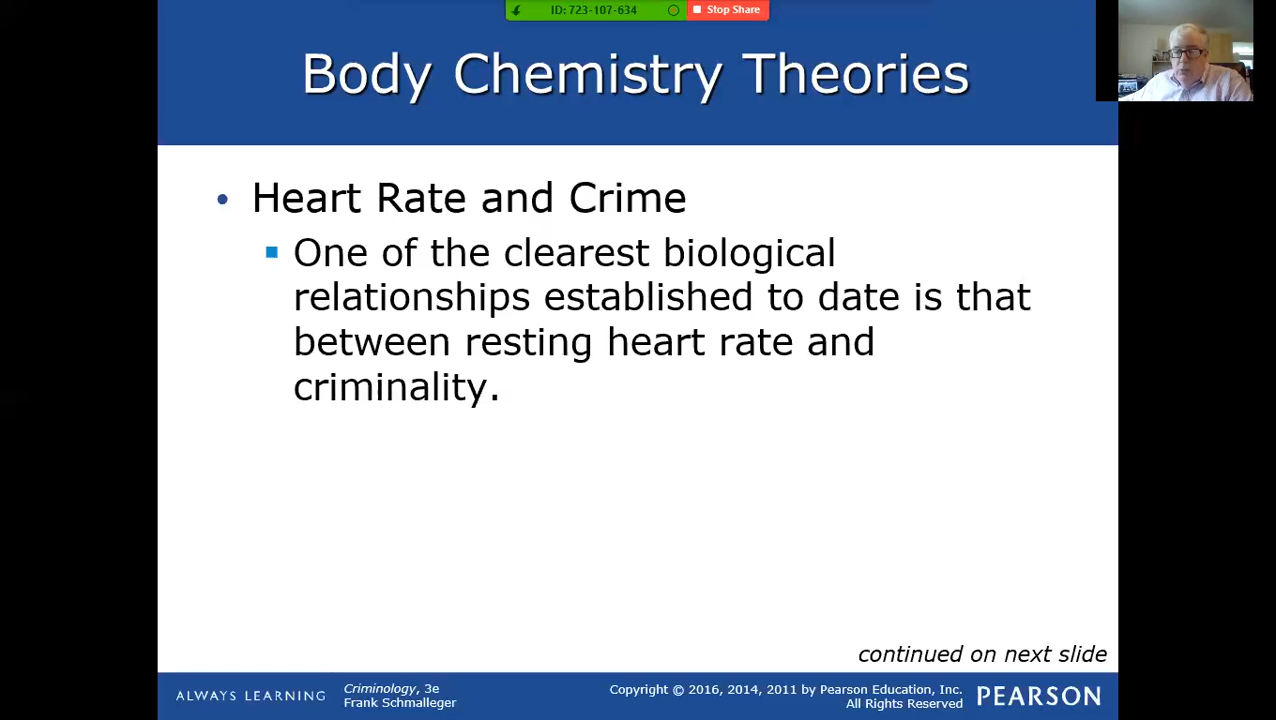 ID: 723-107-634
Stop Share
Body Chemistry Theories
• Heart Rate and Crime
▪ One of the clearest biological
relationships established to date is that
between resting heart rate and
criminality.
continued on next slide
ALWAYS LEARNING
Criminology, 3e
Frank Schmalleger
Copyright © 2016, 2014, 2011 by Pearson Education, Inc.
All Rights Reserved
PEARSON